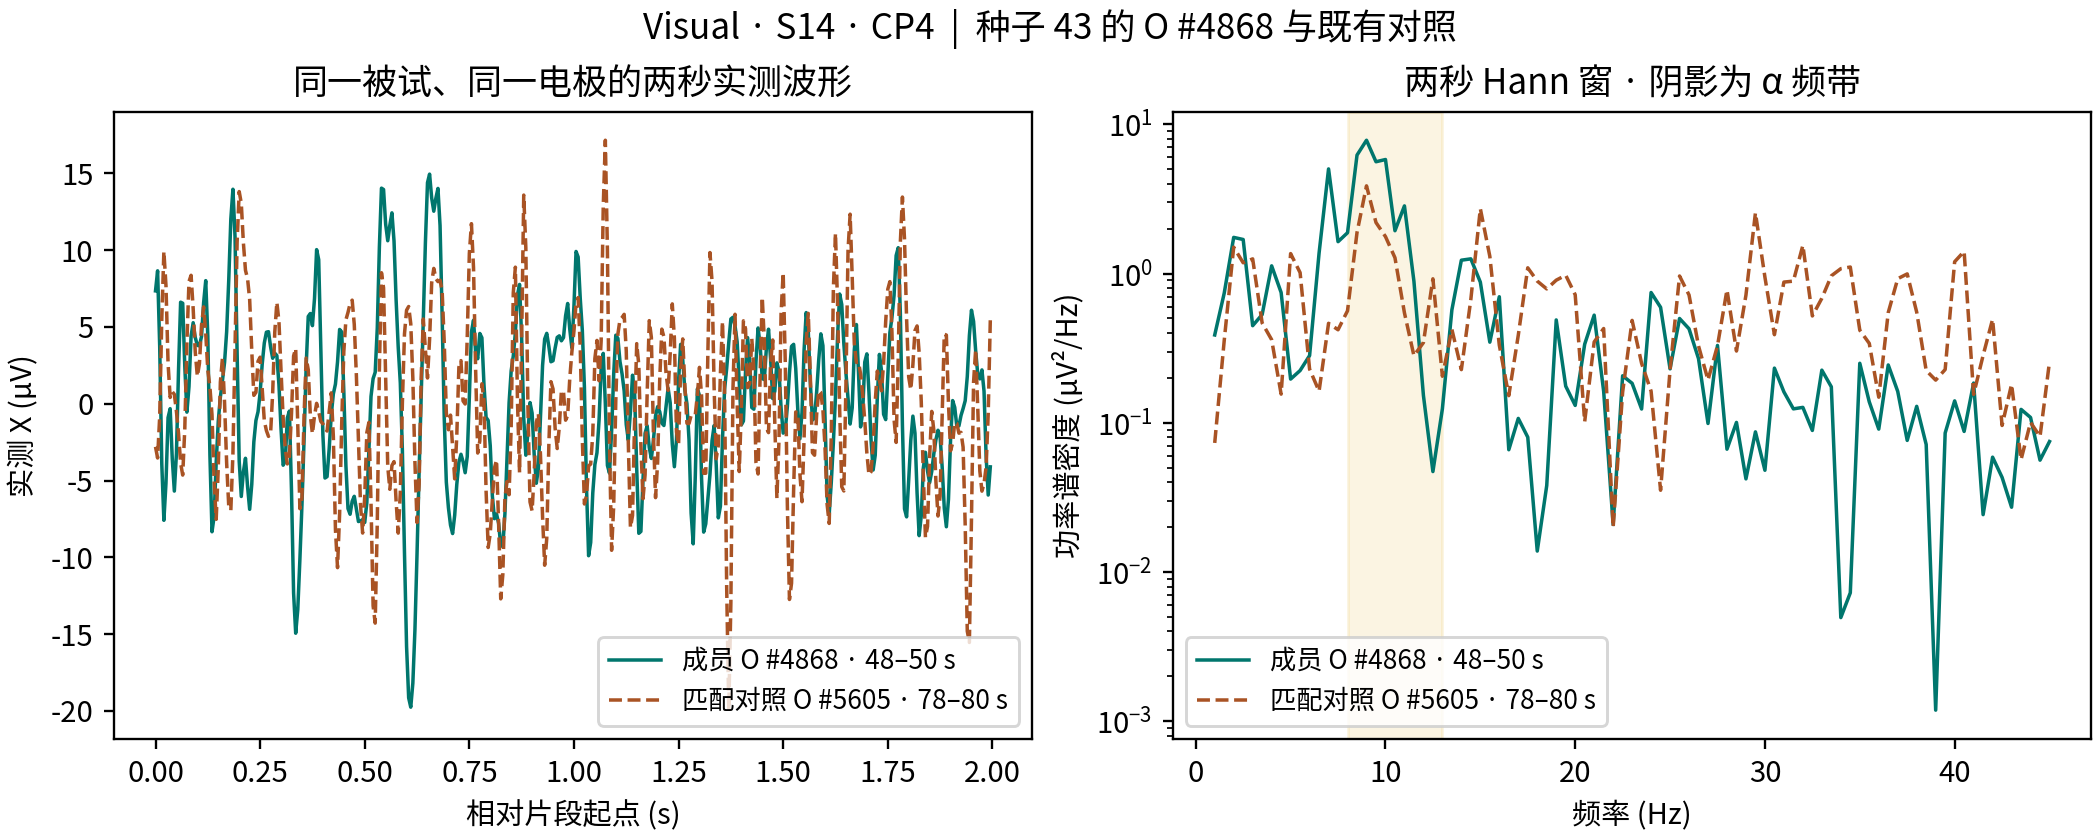 Visual · S14 · CP4 | 种子 43 的 O #4868 与既有对照
同一被试、同一电极的两秒实测波形
实测 X (μV)
15
10
5
0
-5
-10
-15
-20
0.00 0.25 0.50 0.75 1.00 1.25 1.50 1.75 2.00
相对片段起点 (s)
成员 O #4868 · 48–50 s
匹配对照 O #5605 · 78–80 s
两秒 Hann 窗 · 阴影为 α 频带
功率谱密度 (μV²/Hz)
10¹
10⁰
10⁻¹
10⁻²
10⁻³
0 10 20 30 40
频率 (Hz)
成员 O #4868 · 48–50 s
匹配对照 O #5605 · 78–80 s